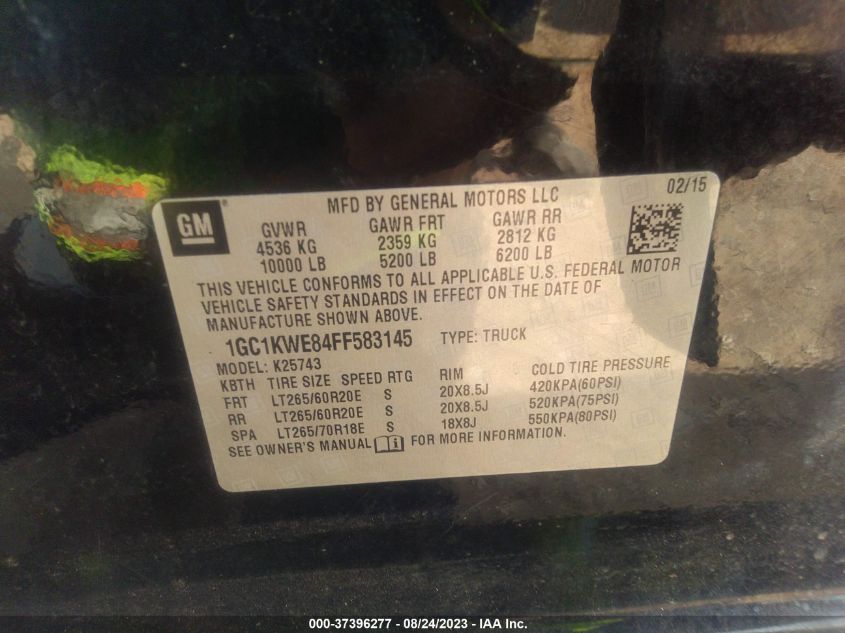 GM
MFD BY GENERAL MOTORS LLC 02/15
GVWR GAWR FRT GAWR RR
4536 KG 2359 KG 2812 KG
10000 LB 5200 LB 6200 LB
THIS VEHICLE CONFORMS TO ALL APPLICABLE U.S. FEDERAL MOTOR
VEHICLE SAFETY STANDARDS IN EFFECT ON THE DATE OF
MANUFACTURE SHOWN ABOVE.
1GC1KWE84FF583145 TYPE: TRUCK
MODEL: K25743
KBTH TIRE SIZE SPEED RTG RIM COLD TIRE PRESSURE
FRT LT265/60R20E S 20X8.5J 420KPA(60PSI)
RR LT265/60R20E S 20X8.5J 520KPA(75PSI)
SPA LT265/70R18E S 18X8J 550KPA(80PSI)
SEE OWNER'S MANUAL FOR MORE INFORMATION.
000-37396277 - 08/24/2023 - IAA Inc.